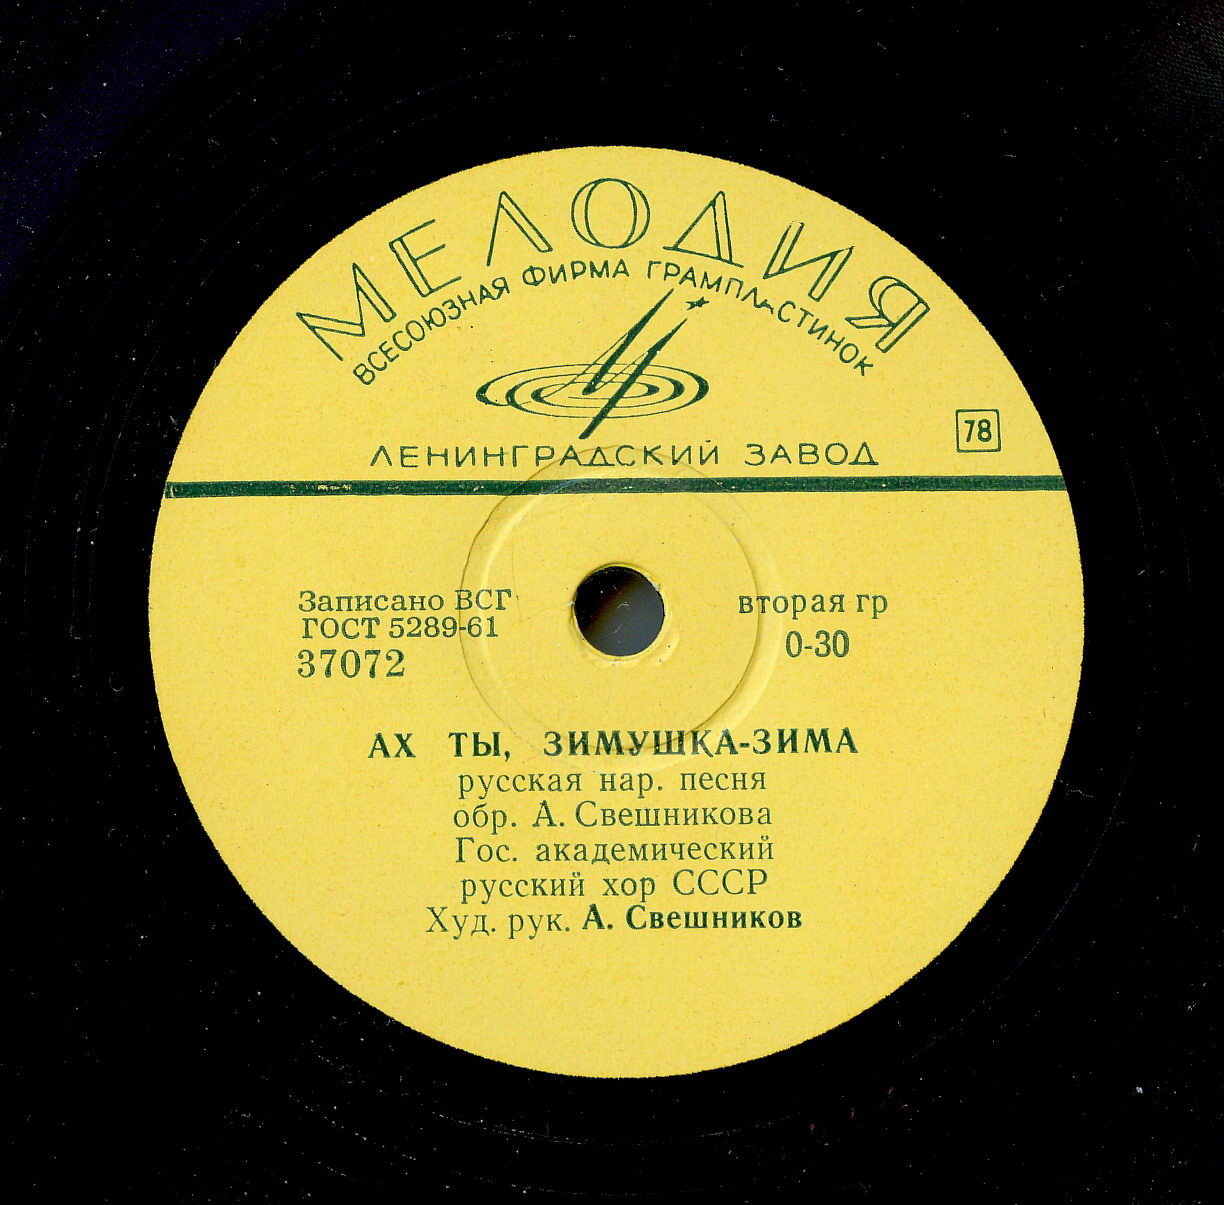 МЕЛОДИЯ
ВСЕСОЮЗНАЯ ФИРМА ГРАМПЛАСТИНОК
ЛЕНИНГРАДСКИЙ ЗАВОД
78
Записано ВСГ
ГОСТ 5289-61
37072
вторая гр
0-30
АХ ТЫ, ЗИМУШКА-ЗИМА
русская нар. песня
обр. А. Свешникова
Гос. академический
русский хор СССР
Худ. рук. А. Свешников